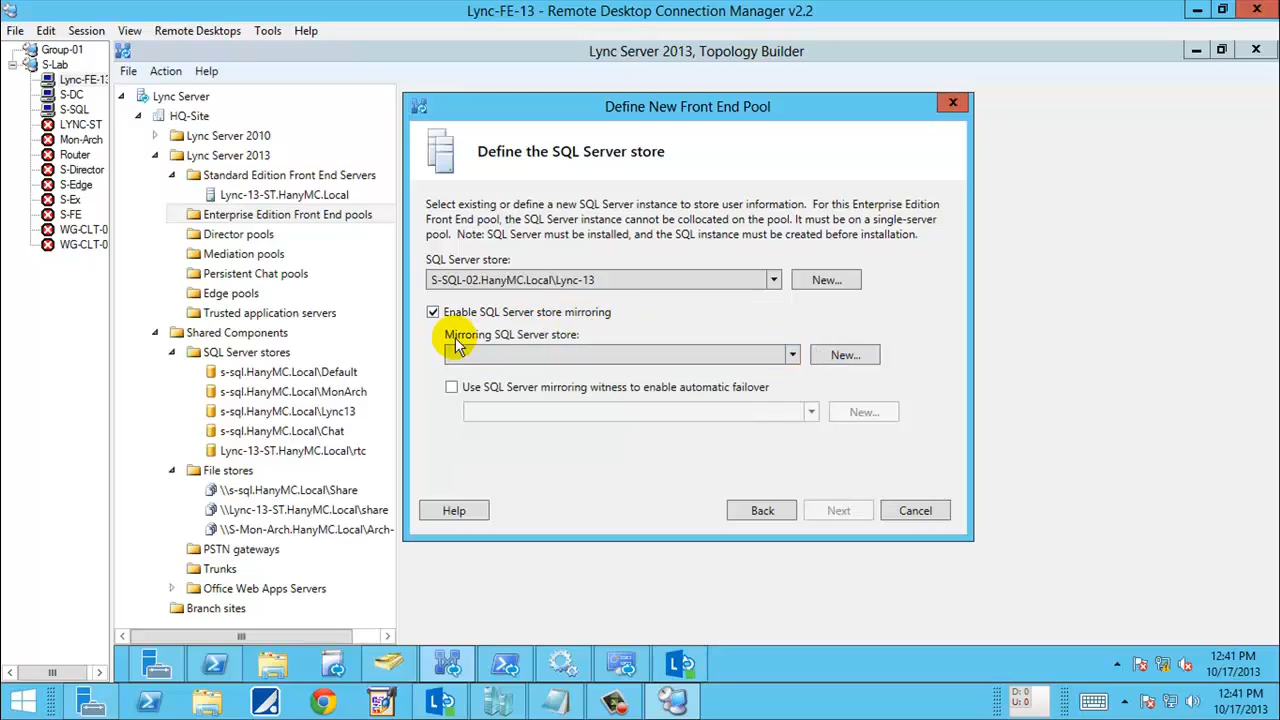 Lync-FE-13 - Remote Desktop Connection Manager v2.2
File Edit Session View Remote Desktops Tools Help
Group-01
S-Lab
Lync-FE-13
S-DC
S-SQL
LYNC-ST
Mon-Arch
Router
S-Director
S-Edge
S-Ex
S-FE
WG-CLT-0
WG-CLT-0
Lync Server 2013, Topology Builder
File Action Help
Lync Server
HQ-Site
Lync Server 2010
Lync Server 2013
Standard Edition Front End Servers
Lync-13-ST.HanyMC.Local
Enterprise Edition Front End pools
Director pools
Mediation pools
Persistent Chat pools
Edge pools
Trusted application servers
Shared Components
SQL Server stores
s-sql.HanyMC.Local\Default
s-sql.HanyMC.Local\MonArch
s-sql.HanyMC.Local\Lync13
s-sql.HanyMC.Local\Chat
Lync-13-ST.HanyMC.Local\rtc
File stores
\\s-sql.HanyMC.Local\Share
\\Lync-13-ST.HanyMC.Local\share
\\S-Mon-Arch.HanyMC.Local\Arch-
PSTN gateways
Trunks
Office Web Apps Servers
Branch sites
Define New Front End Pool
Define the SQL Server store
Select existing or define a new SQL Server instance to store user information. For this Enterprise Edition
Front End pool, the SQL Server instance cannot be collocated on the pool. It must be on a single-server
pool. Note: SQL Server must be installed, and the SQL instance must be created before installation.
SQL Server store:
S-SQL-02.HanyMC.Local\Lync-13 New...
Enable SQL Server store mirroring
Mirroring SQL Server store:
New...
Use SQL Server mirroring witness to enable automatic failover
New...
Help Back Next Cancel
12:41 PM
10/17/2013
D: 0
U: 0
12:41 PM
10/17/2013